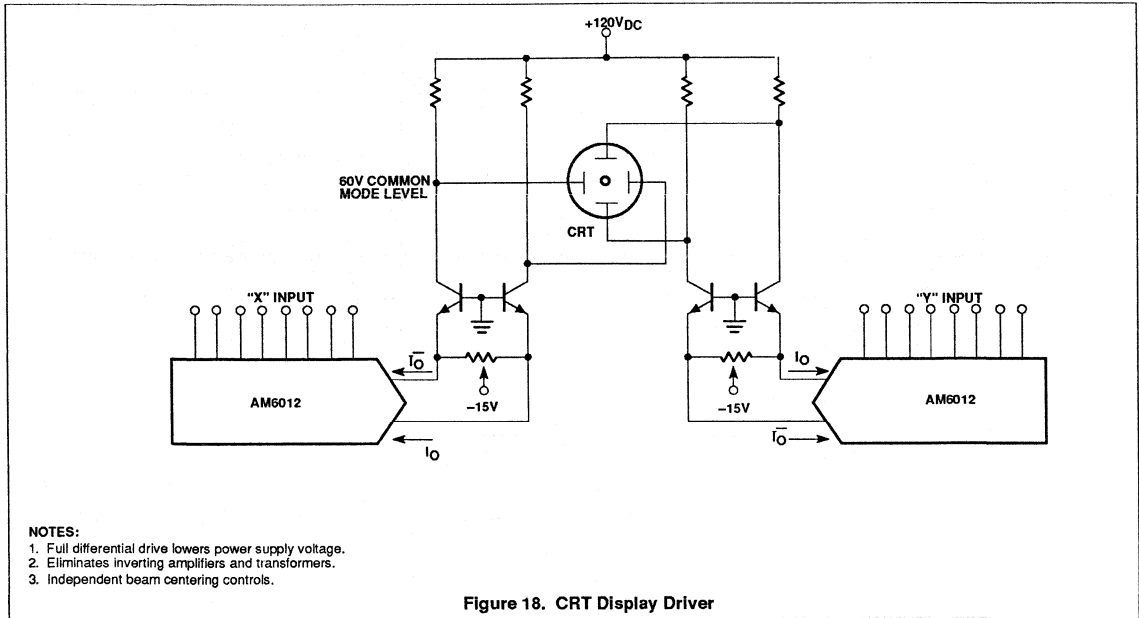 +120VDC
60V COMMON
MODE LEVEL
CRT
"X" INPUT
"Y" INPUT
I̅O
IO
AM6012
–15V
–15V
AM6012
IO
I̅O
NOTES:
1. Full differential drive lowers power supply voltage.
2. Eliminates inverting amplifiers and transformers.
3. Independent beam centering controls.
Figure 18. CRT Display Driver